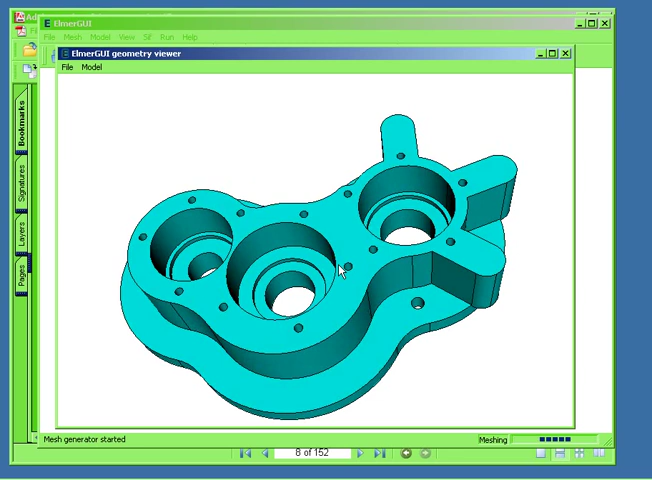 Ad
ElmerGUI
File Mesh Model View Sif Run Help
ElmerGUI geometry viewer
File Model
Bookmarks
Signatures
Layers
Pages
Mesh generator started
Meshing
8 of 152